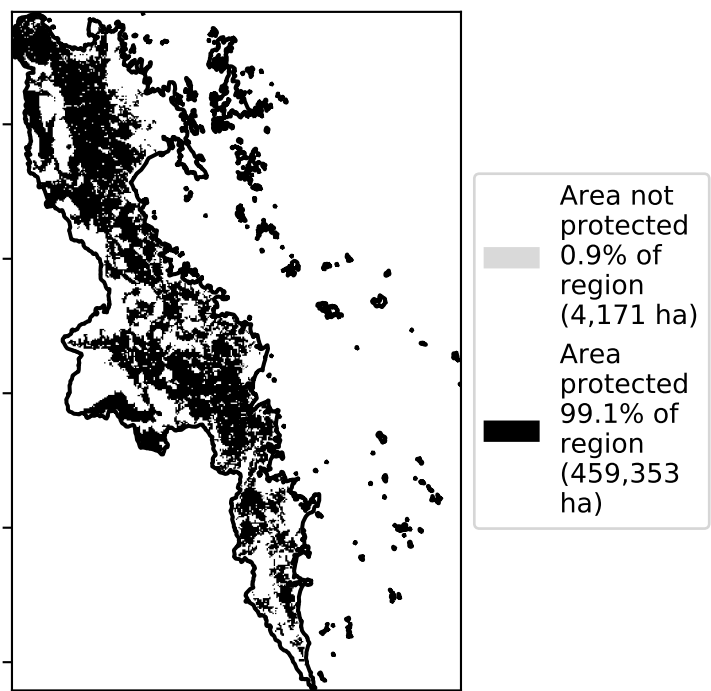 Area not
protected
0.9% of
region
(4,171 ha)
Area
protected
99.1% of
region
(459,353
ha)